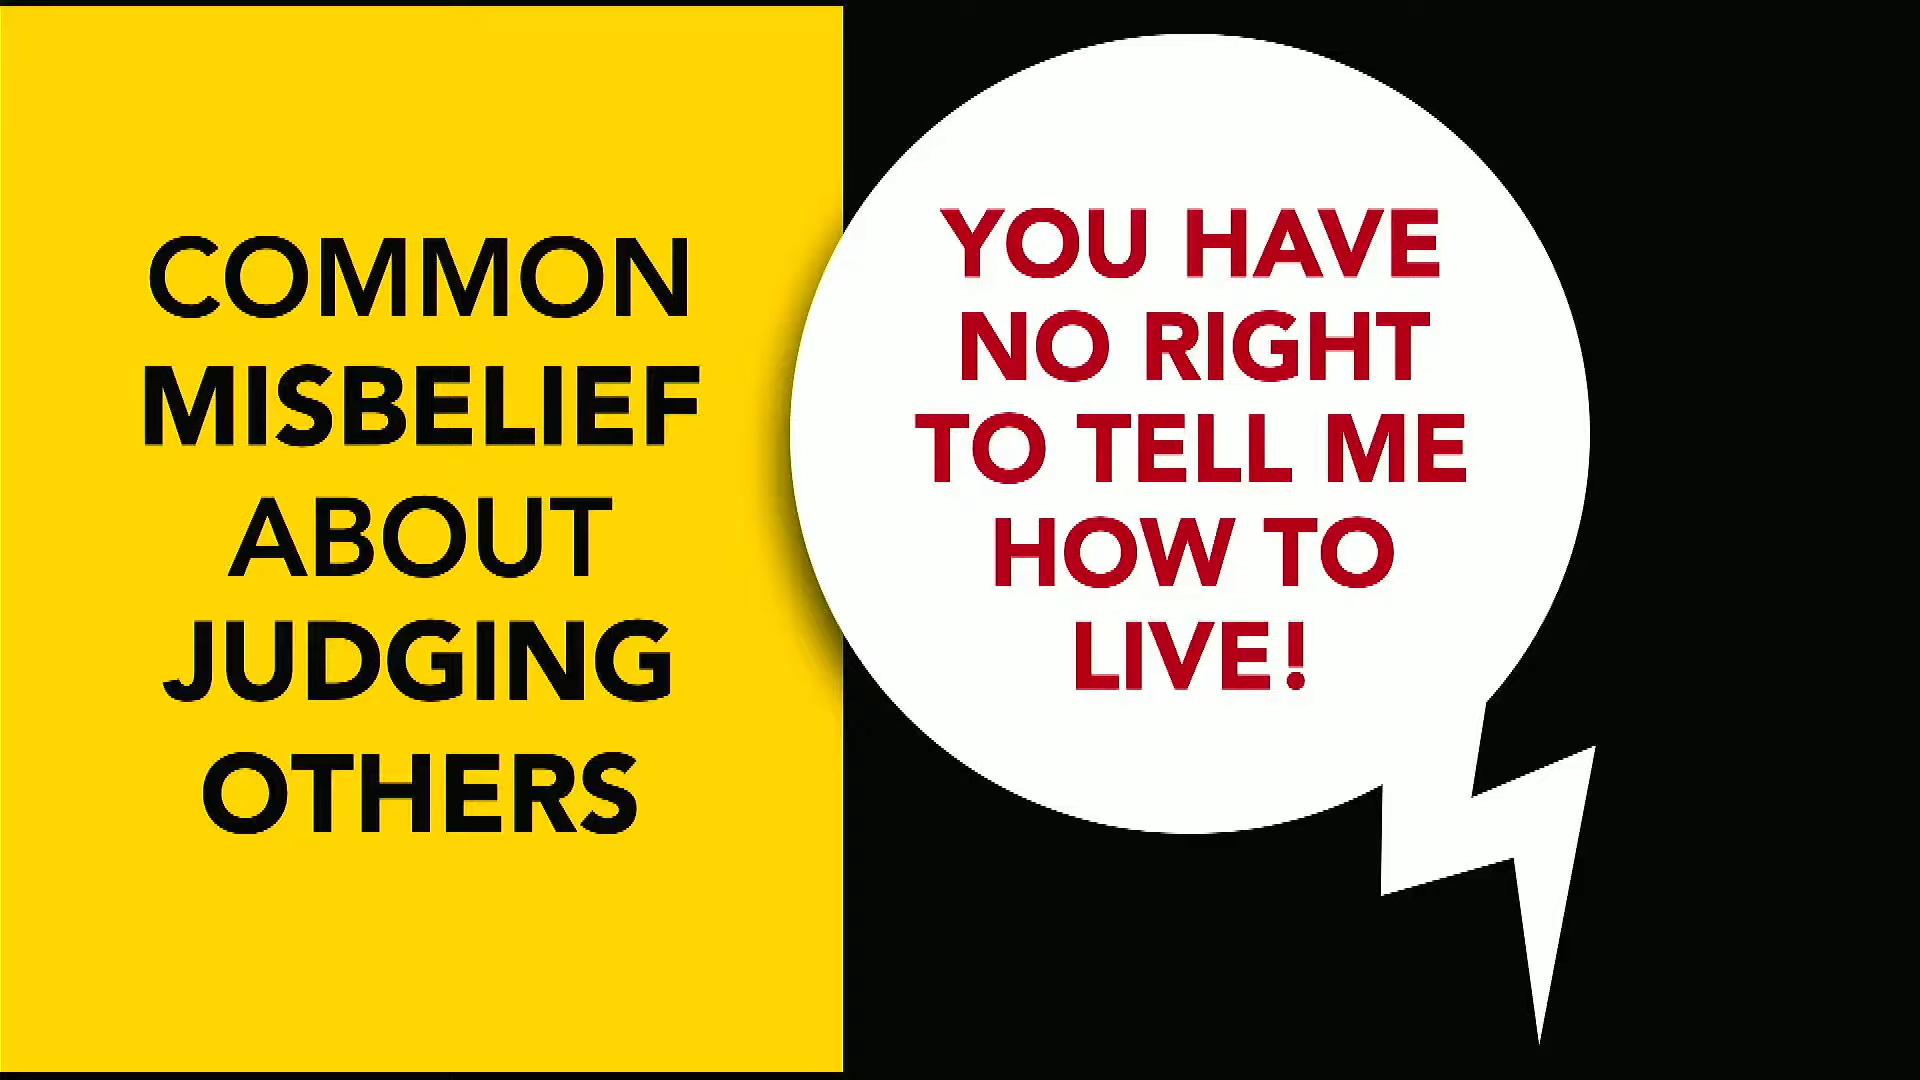 COMMON
MISBELIEF
ABOUT
JUDGING
OTHERS
YOU HAVE
NO RIGHT
TO TELL ME
HOW TO
LIVE!